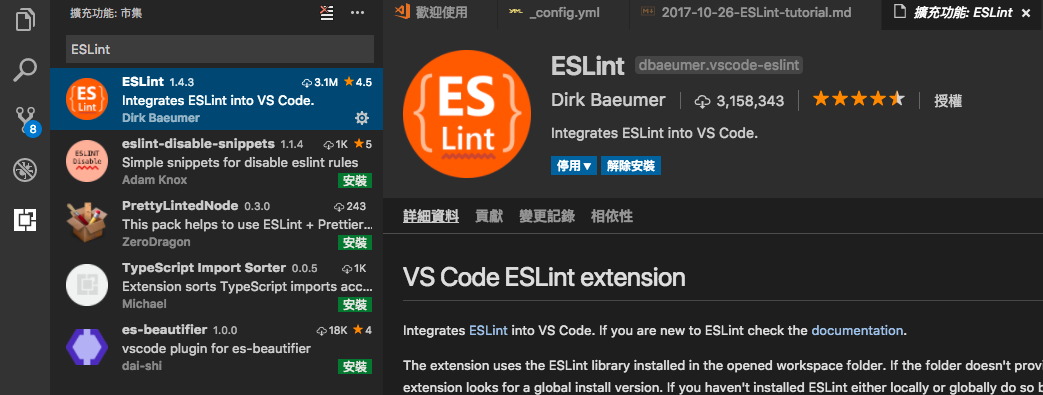 擴充功能: 市集
ESLint
ESLint 1.4.3 3.1M 4.5
Integrates ESLint into VS Code.
Dirk Baeumer
eslint-disable-snippets 1.1.4 1K 5
Simple snippets for disable eslint rules
Adam Knox 安裝
PrettyLintedNode 0.3.0 243
This pack helps to use ESLint + Prettier...
ZeroDragon 安裝
TypeScript Import Sorter 0.0.5 1K
Extension sorts TypeScript imports acc...
Michael 安裝
es-beautifier 1.0.0 18K 4
vscode plugin for es-beautifier
dai-shi 安裝
8
ES
Lint
ESLINT
Disable
歡迎使用 _config.yml 2017-10-26-ESLint-tutorial.md 擴充功能: ESLint
ES
Lint
ESLint dbaeumer.vscode-eslint
Dirk Baeumer 3,158,343 授權
Integrates ESLint into VS Code.
停用 解除安裝
詳細資料 貢獻 變更記錄 相依性
VS Code ESLint extension
Integrates ESLint into VS Code. If you are new to ESLint check the documentation.
The extension uses the ESLint library installed in the opened workspace folder. If the folder doesn't provi
extension looks for a global install version. If you haven't installed ESLint either locally or globally do so b